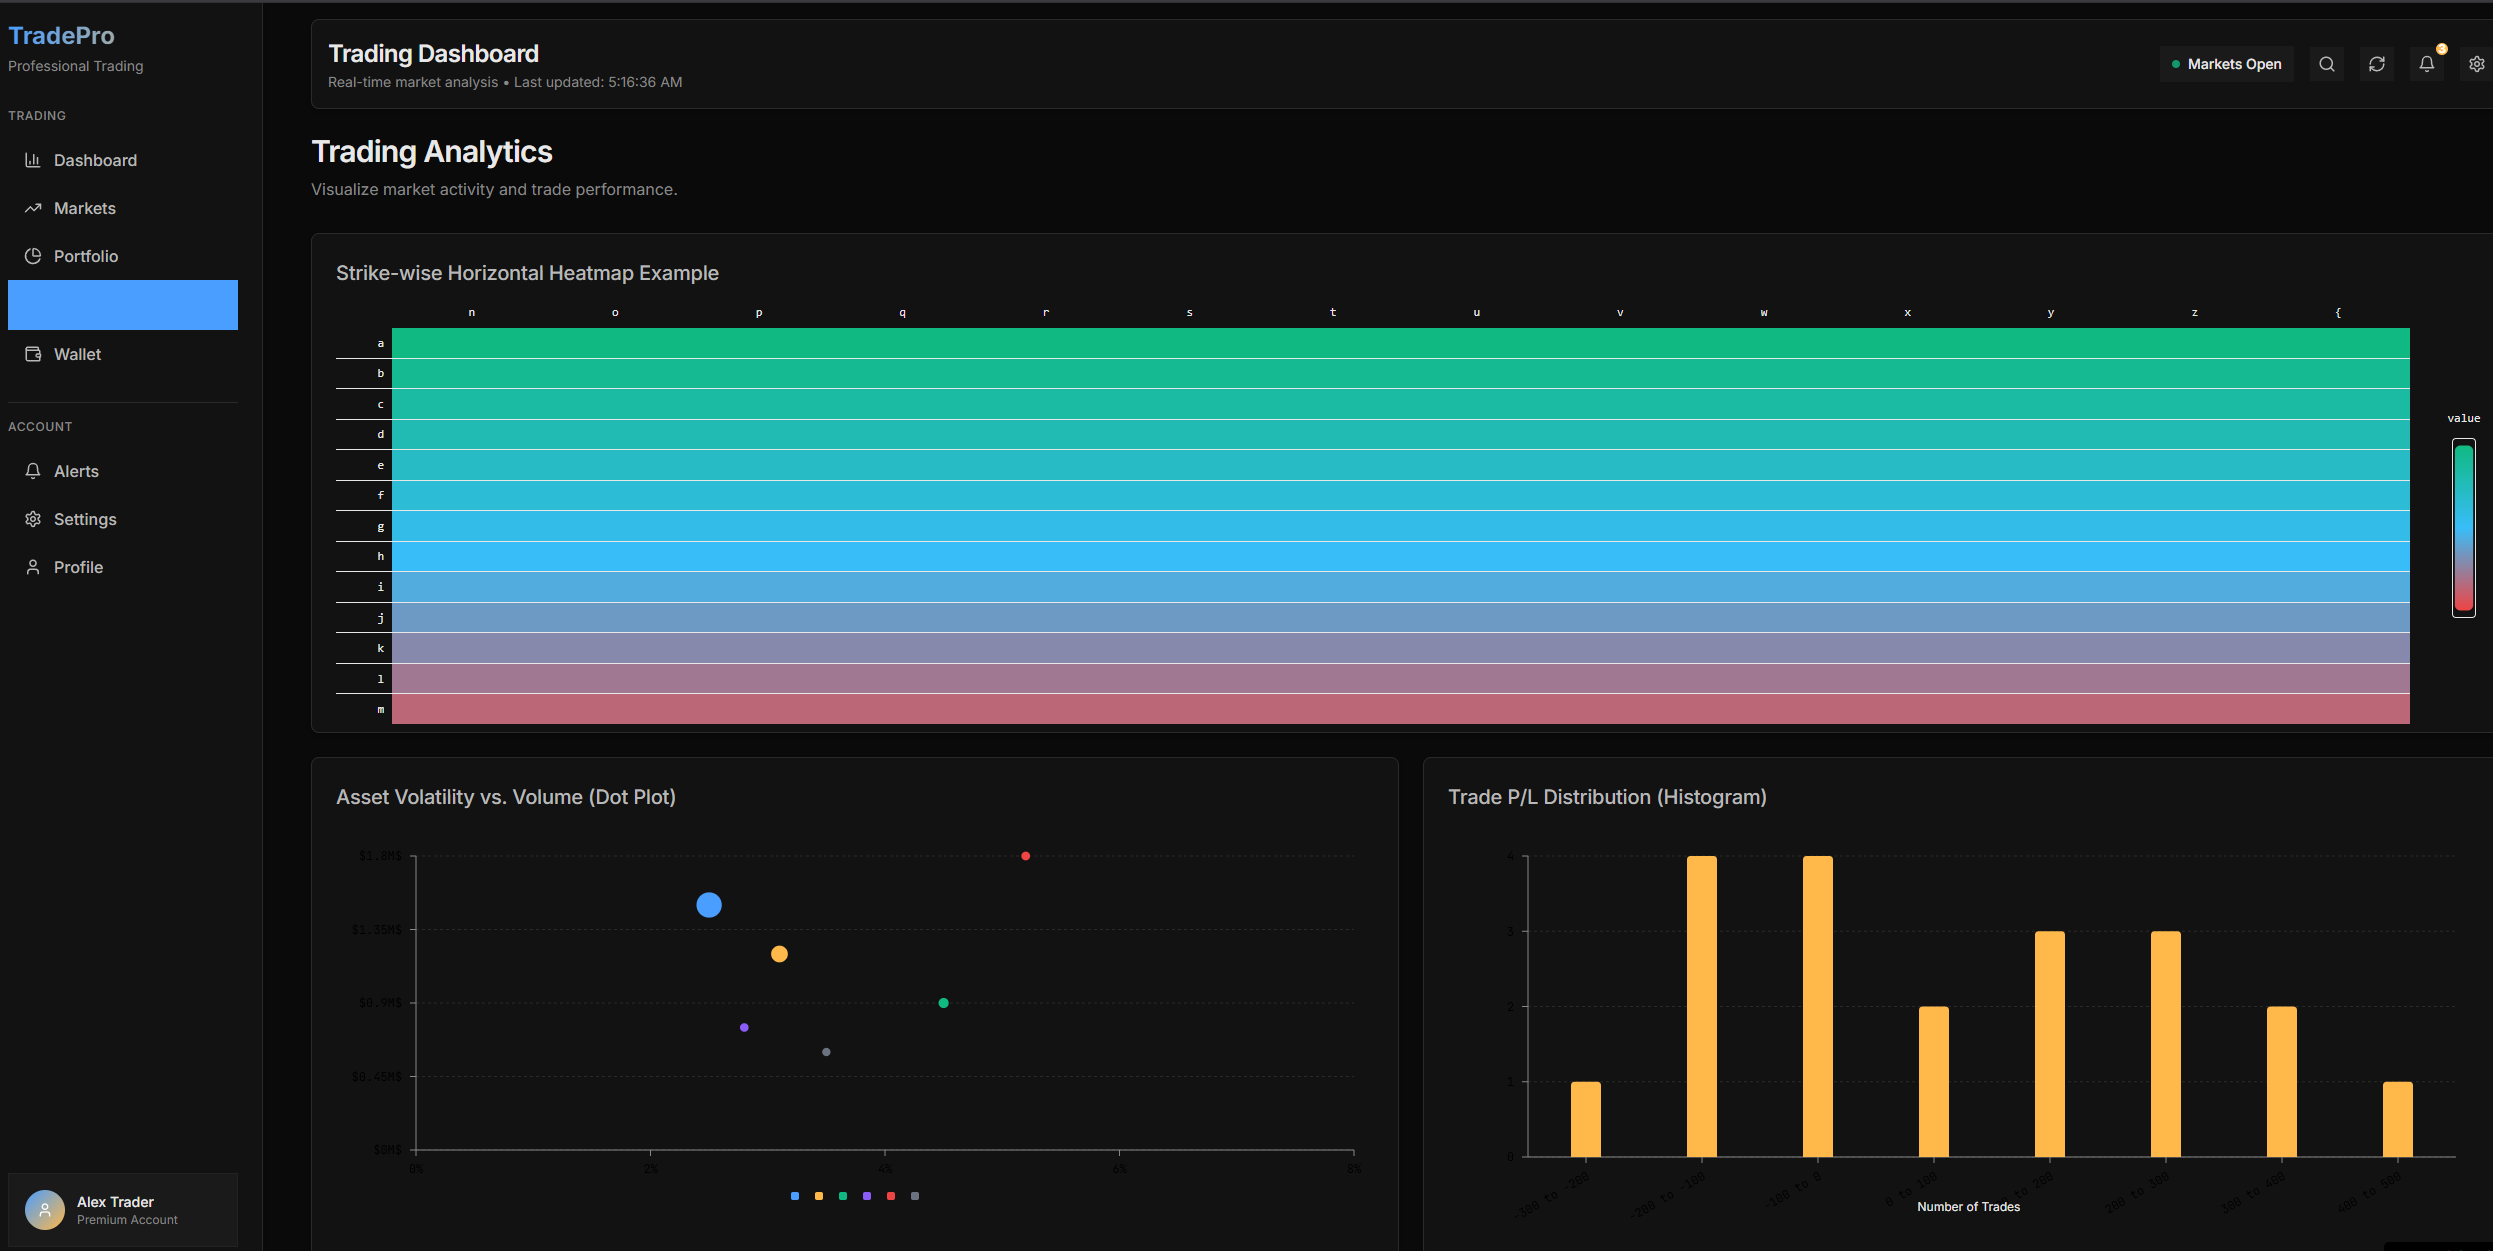 TradePro
Professional Trading
TRADING
Dashboard
Markets
Portfolio
Wallet
ACCOUNT
Alerts
Settings
Profile
Alex Trader
Premium Account
Trading Dashboard
Real-time market analysis • Last updated: 5:16:36 AM
Markets Open
3
Trading Analytics
Visualize market activity and trade performance.
Strike-wise Horizontal Heatmap Example
n o p q r s t u v w x y z {
a
b
c
d
e
f
g
h
i
j
k
l
m
value
Asset Volatility vs. Volume (Dot Plot)
$1.8M$
$1.35M$
$0.9M$
$0.45M$
$0M$
0% 2% 4% 6% 8%
Trade P/L Distribution (Histogram)
4
3
2
1
0
-300 to -200 -200 to -100 -100 to 0 0 to 100 to 200 200 to 300 300 to 400 400 to 500
Number of Trades